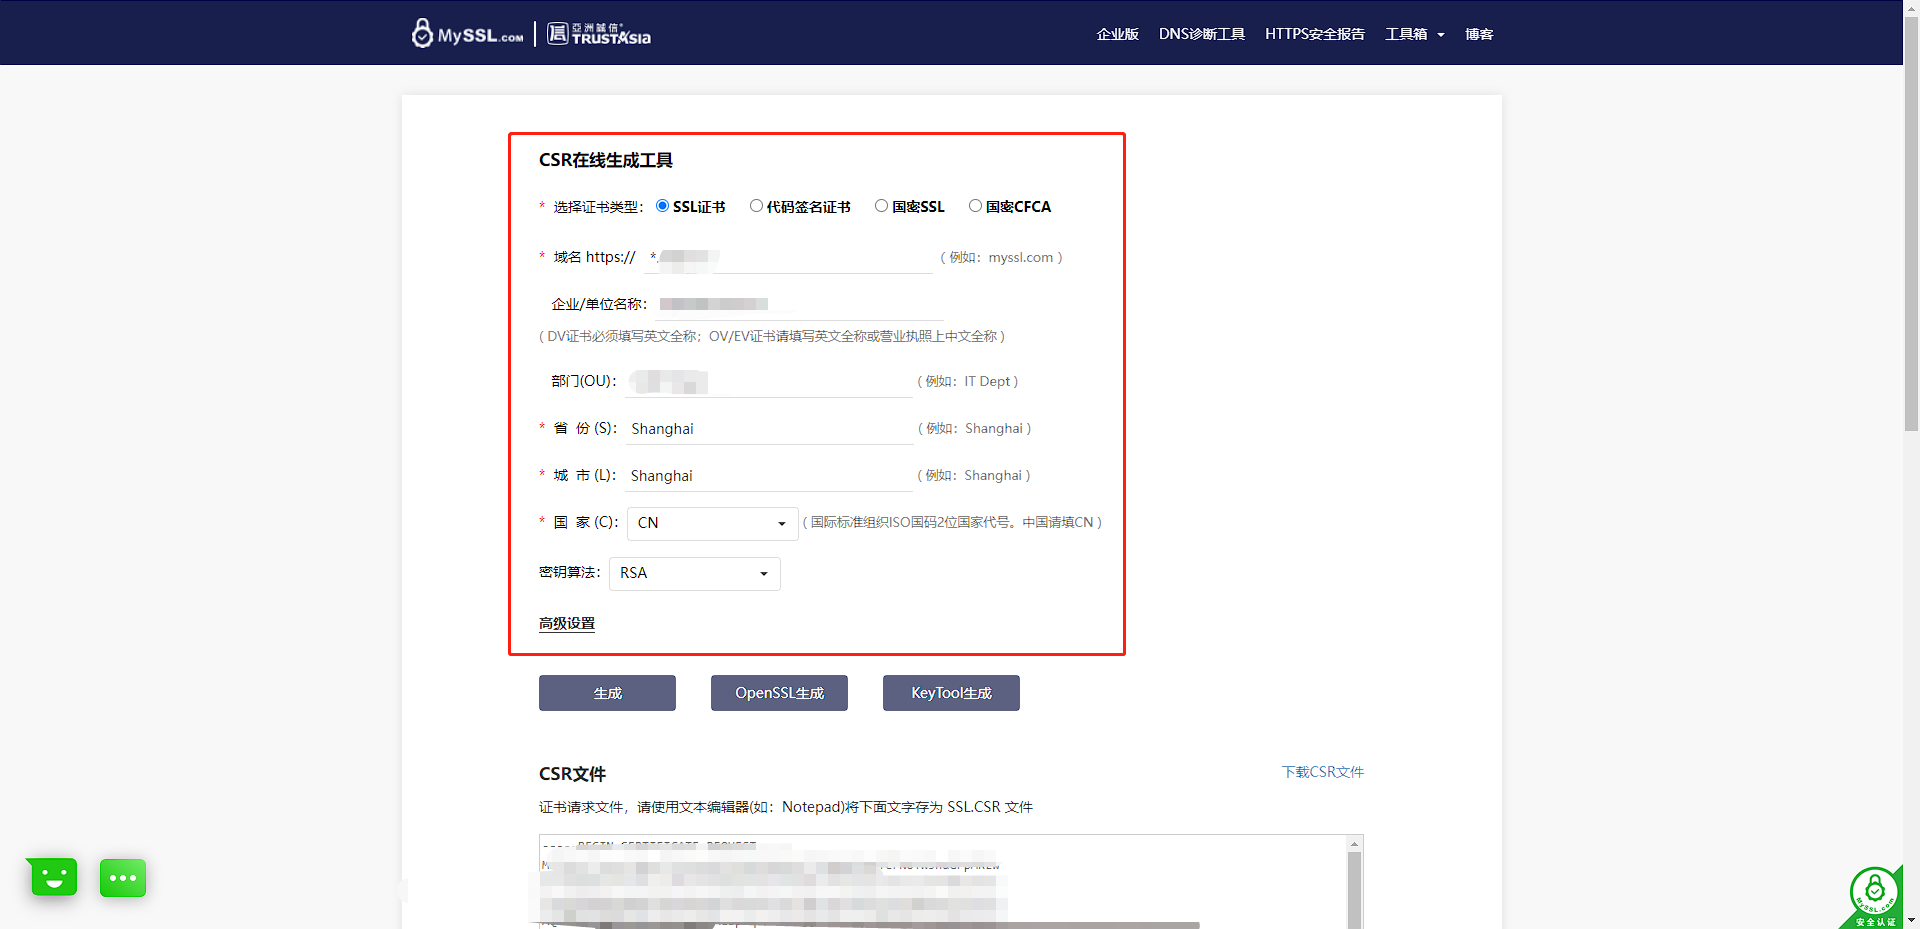 MySSL.COM | 亞洲誠信® TRUSTAsia 企业版 DNS诊断工具 HTTPS安全报告 工具箱 博客
CSR在线生成工具
* 选择证书类型： SSL证书 代码签名证书 国密SSL 国密CFCA
* 域名 https:// *. （例如：myssl.com）
企业/单位名称：
（DV证书必须填写英文全称；OV/EV证书请填写英文全称或营业执照上中文全称）
部门(OU)： （例如：IT Dept）
* 省 份 (S)： Shanghai （例如：Shanghai）
* 城 市 (L)： Shanghai （例如：Shanghai）
* 国 家 (C)： CN （国际标准组织ISO国码2位国家代号。中国请填CN）
密钥算法： RSA
高级设置
生成 OpenSSL生成 KeyTool生成
CSR文件 下载CSR文件
证书请求文件，请使用文本编辑器(如：Notepad)将下面文字存为 SSL.CSR 文件
-----BEGIN CERTIFICATE REQUEST
MySSL.com
安全认证